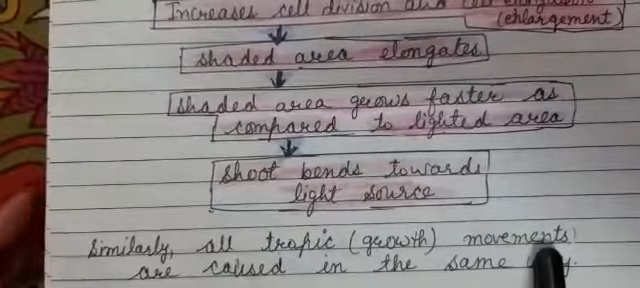 Increases cell division and cell
(enlargement)
shaded area elongates
shaded area grows faster as
compared to lighted area
shoot bends towards
light source
Similarly, all tropic (growth) movements
are caused in the same